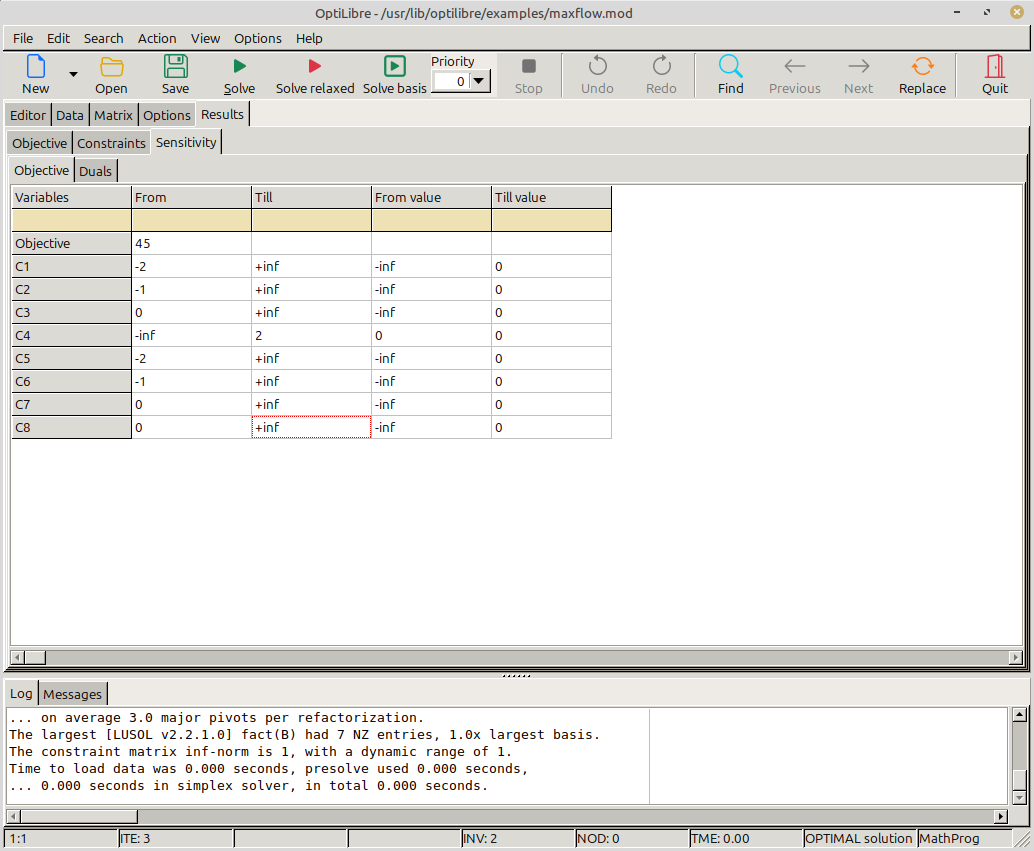 OptiLibre - /usr/lib/optilibre/examples/maxflow.mod
File Edit Search Action View Options Help
New Open Save Solve Solve relaxed Solve basis Priority 0 Stop Undo Redo Find Previous Next Replace Quit
Editor Data Matrix Options Results
Objective Constraints Sensitivity
Objective Duals
Variables From Till From value Till value
Objective 45
C1 -2 +inf -inf 0
C2 -1 +inf -inf 0
C3 0 +inf -inf 0
C4 -inf 2 0 0
C5 -2 +inf -inf 0
C6 -1 +inf -inf 0
C7 0 +inf -inf 0
C8 0 +inf -inf 0
Log Messages
... on average 3.0 major pivots per refactorization.
The largest [LUSOL v2.2.1.0] fact(B) had 7 NZ entries, 1.0x largest basis.
The constraint matrix inf-norm is 1, with a dynamic range of 1.
Time to load data was 0.000 seconds, presolve used 0.000 seconds,
... 0.000 seconds in simplex solver, in total 0.000 seconds.
1:1 ITE: 3 INV: 2 NOD: 0 TME: 0.00 OPTIMAL solution MathProg